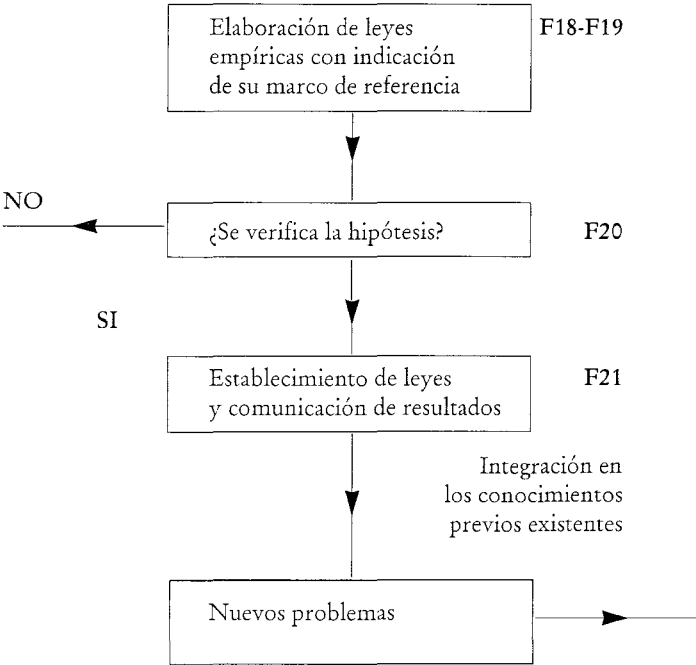 Elaboración de leyes
empíricas con indicación
de su marco de referencia
F18-F19
NO
¿Se verifica la hipótesis?
F20
SI
Establecimiento de leyes
y comunicación de resultados
F21
Integración en
los conocimientos
previos existentes
Nuevos problemas